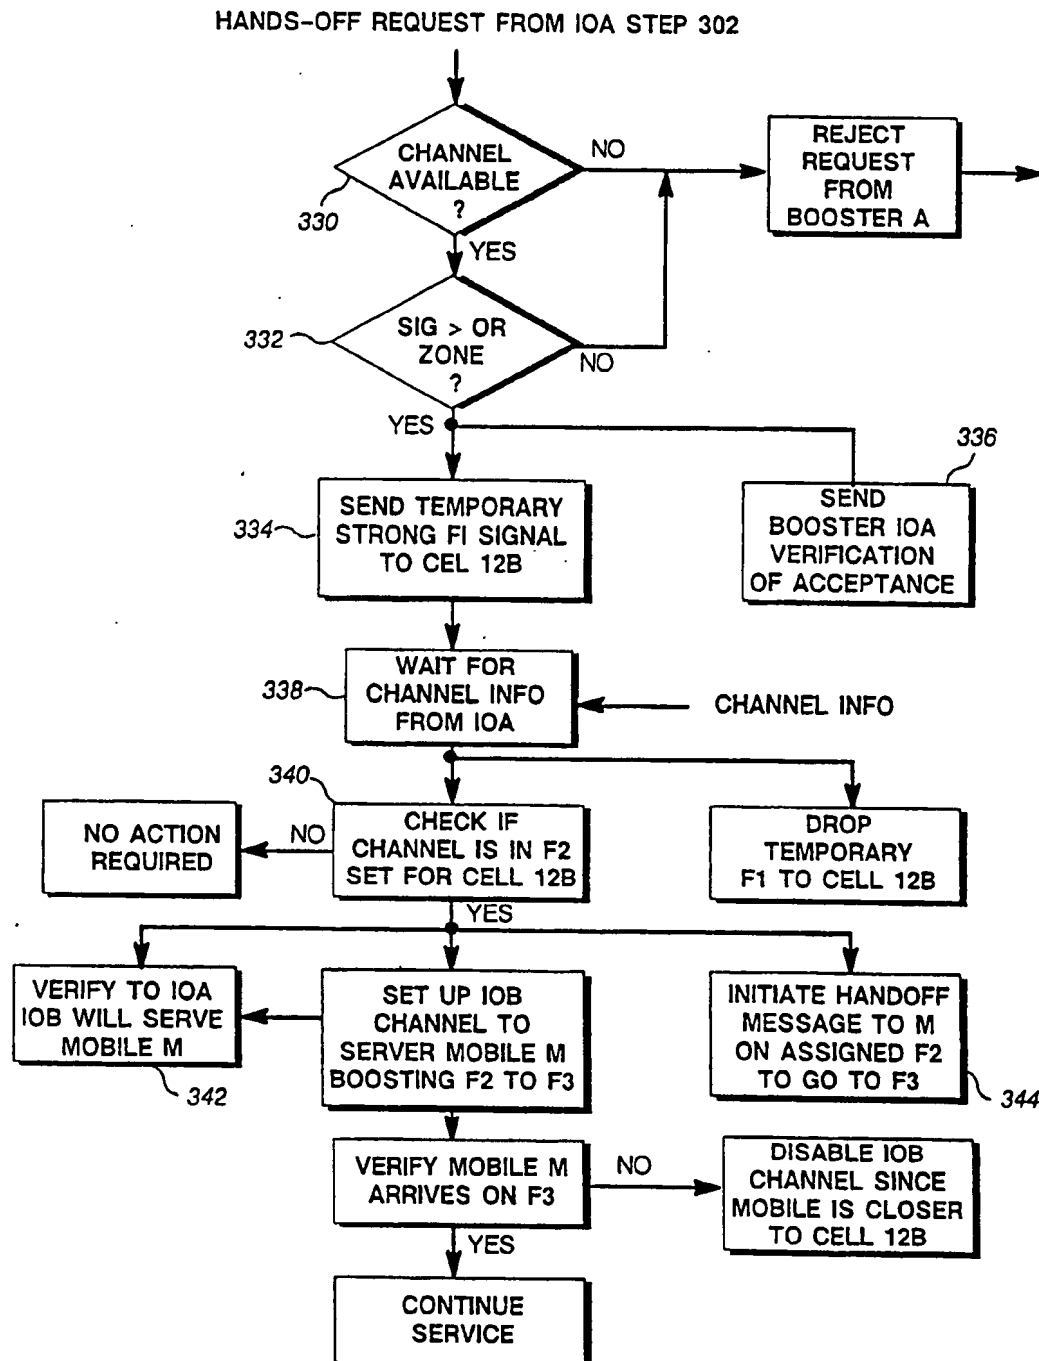 HANDS-OFF REQUEST FROM IOA STEP 302
CHANNEL
AVAILABLE
?
330
NO
YES
REJECT
REQUEST
FROM
BOOSTER A
332
SIG > OR
ZONE
?
NO
YES
336
334
SEND TEMPORARY
STRONG FI SIGNAL
TO CEL 12B
SEND
BOOSTER IOA
VERIFICATION
OF ACCEPTANCE
338
WAIT FOR
CHANNEL INFO
FROM IOA
CHANNEL INFO
340
NO ACTION
REQUIRED
NO
CHECK IF
CHANNEL IS IN F2
SET FOR CELL 12B
DROP
TEMPORARY
F1 TO CELL 12B
YES
VERIFY TO IOA
IOB WILL SERVE
MOBILE M
342
SET UP IOB
CHANNEL TO
SERVER MOBILE M
BOOSTING F2 TO F3
INITIATE HANDOFF
MESSAGE TO M
ON ASSIGNED F2
TO GO TO F3
344
VERIFY MOBILE M
ARRIVES ON F3
NO
DISABLE IOB
CHANNEL SINCE
MOBILE IS CLOSER
TO CELL 12B
YES
CONTINUE
SERVICE